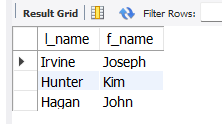 Result Grid Filter Rows:
l_name f_name
Irvine Joseph
Hunter Kim
Hagan John